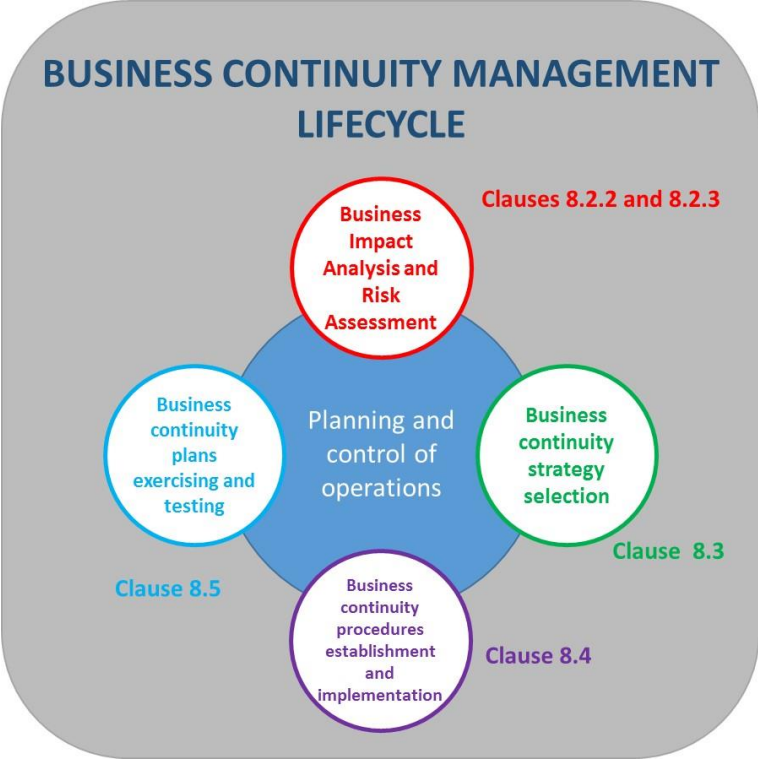 BUSINESS CONTINUITY MANAGEMENT
LIFECYCLE
Business
Impact
Analysis and
Risk
Assessment
Clauses 8.2.2 and 8.2.3
Planning and
control of
operations
Business
continuity
strategy
selection
Clause 8.3
Business
continuity
procedures
establishment
and
implementation
Clause 8.4
Business
continuity
plans
exercising and
testing
Clause 8.5